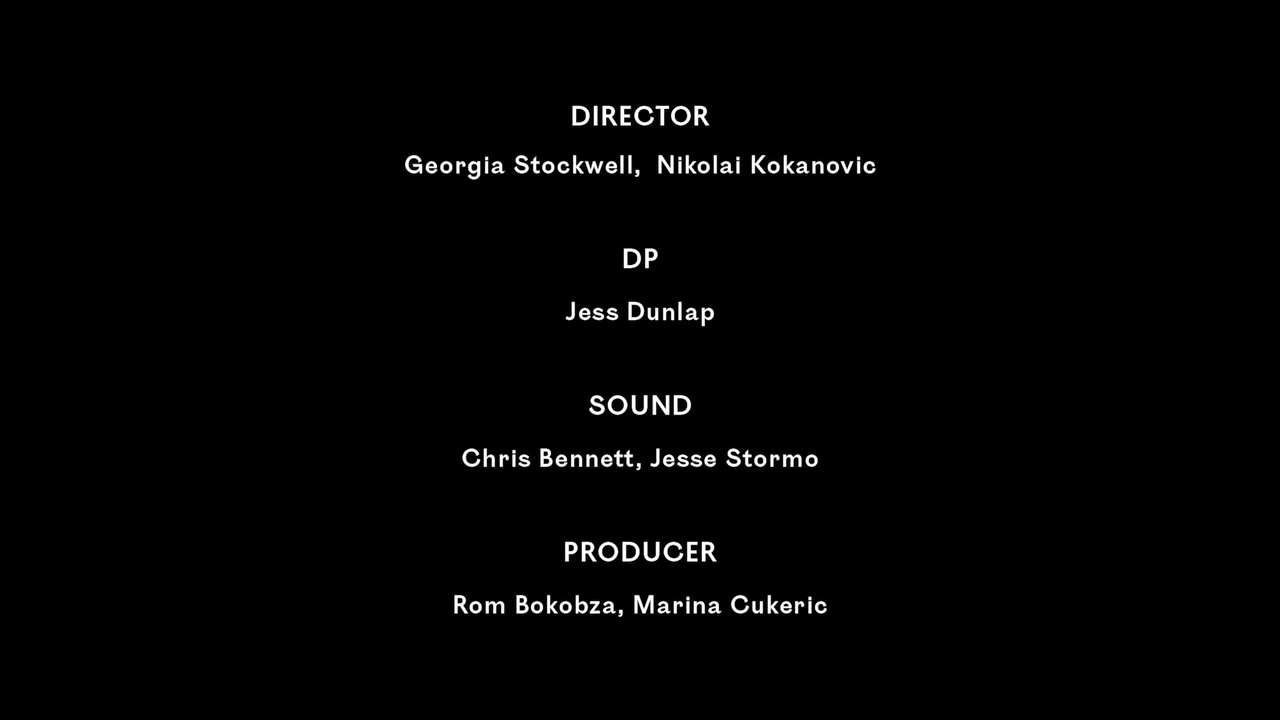 DIRECTOR
Georgia Stockwell,  Nikolai Kokanovic
DP
Jess Dunlap
SOUND
Chris Bennett, Jesse Stormo
PRODUCER
Rom Bokobza, Marina Cukeric